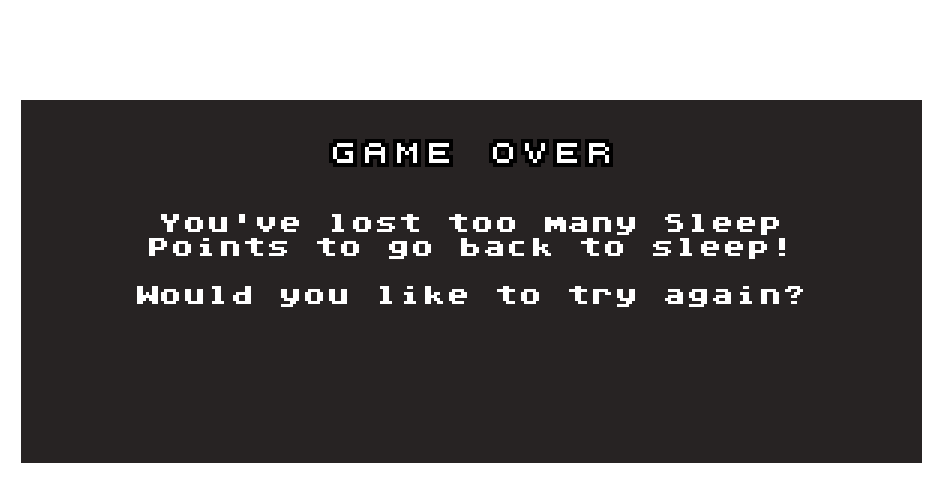 GAME OVER
You've lost too many Sleep
Points to go back to sleep!
Would you like to try again?